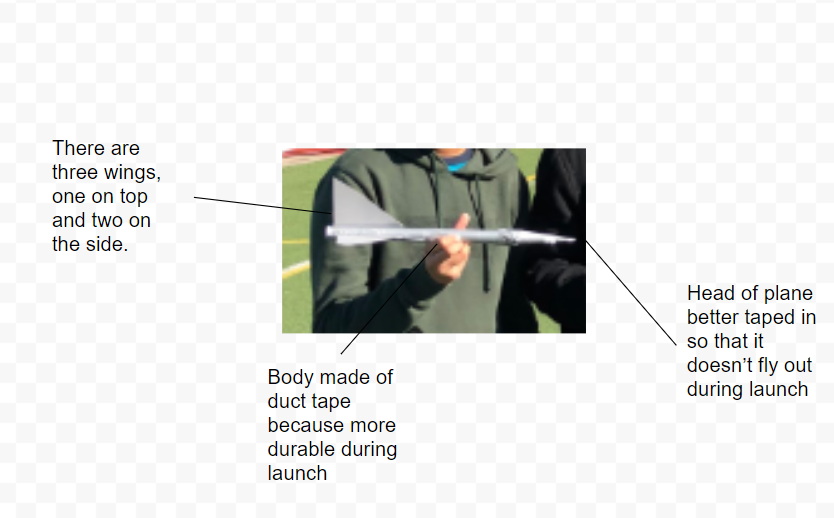 There are
three wings,
one on top
and two on
the side.
Body made of
duct tape
because more
durable during
launch
Head of plane
better taped in
so that it
doesn’t fly out
during launch